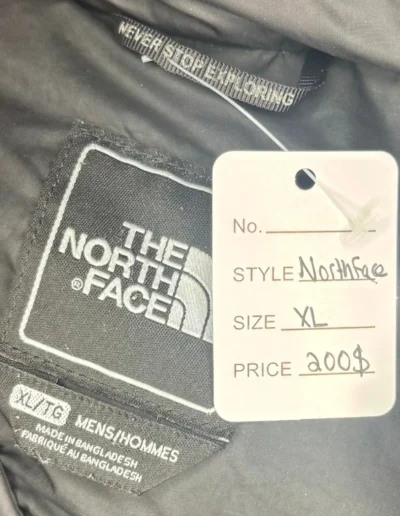 NEVER STOP EXPLORING
THE
NORTH
®FACE
XL/TG MENS/HOMMES
MADE IN BANGLADESH
FABRIQUÉ AU BANGLADESH
No.
STYLE Northface
SIZE XL
PRICE 200$